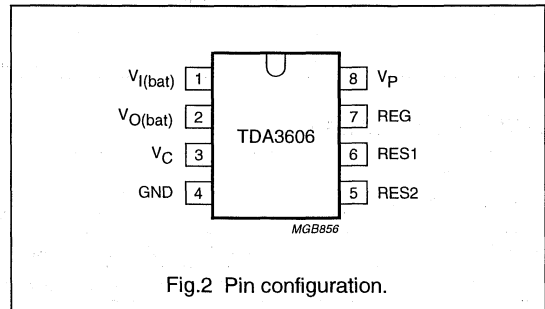 V_I(bat) 1
V_O(bat) 2
V_C 3
GND 4
TDA3606
8 V_P
7 REG
6 RES1
5 RES2
MGB856
Fig.2 Pin configuration.